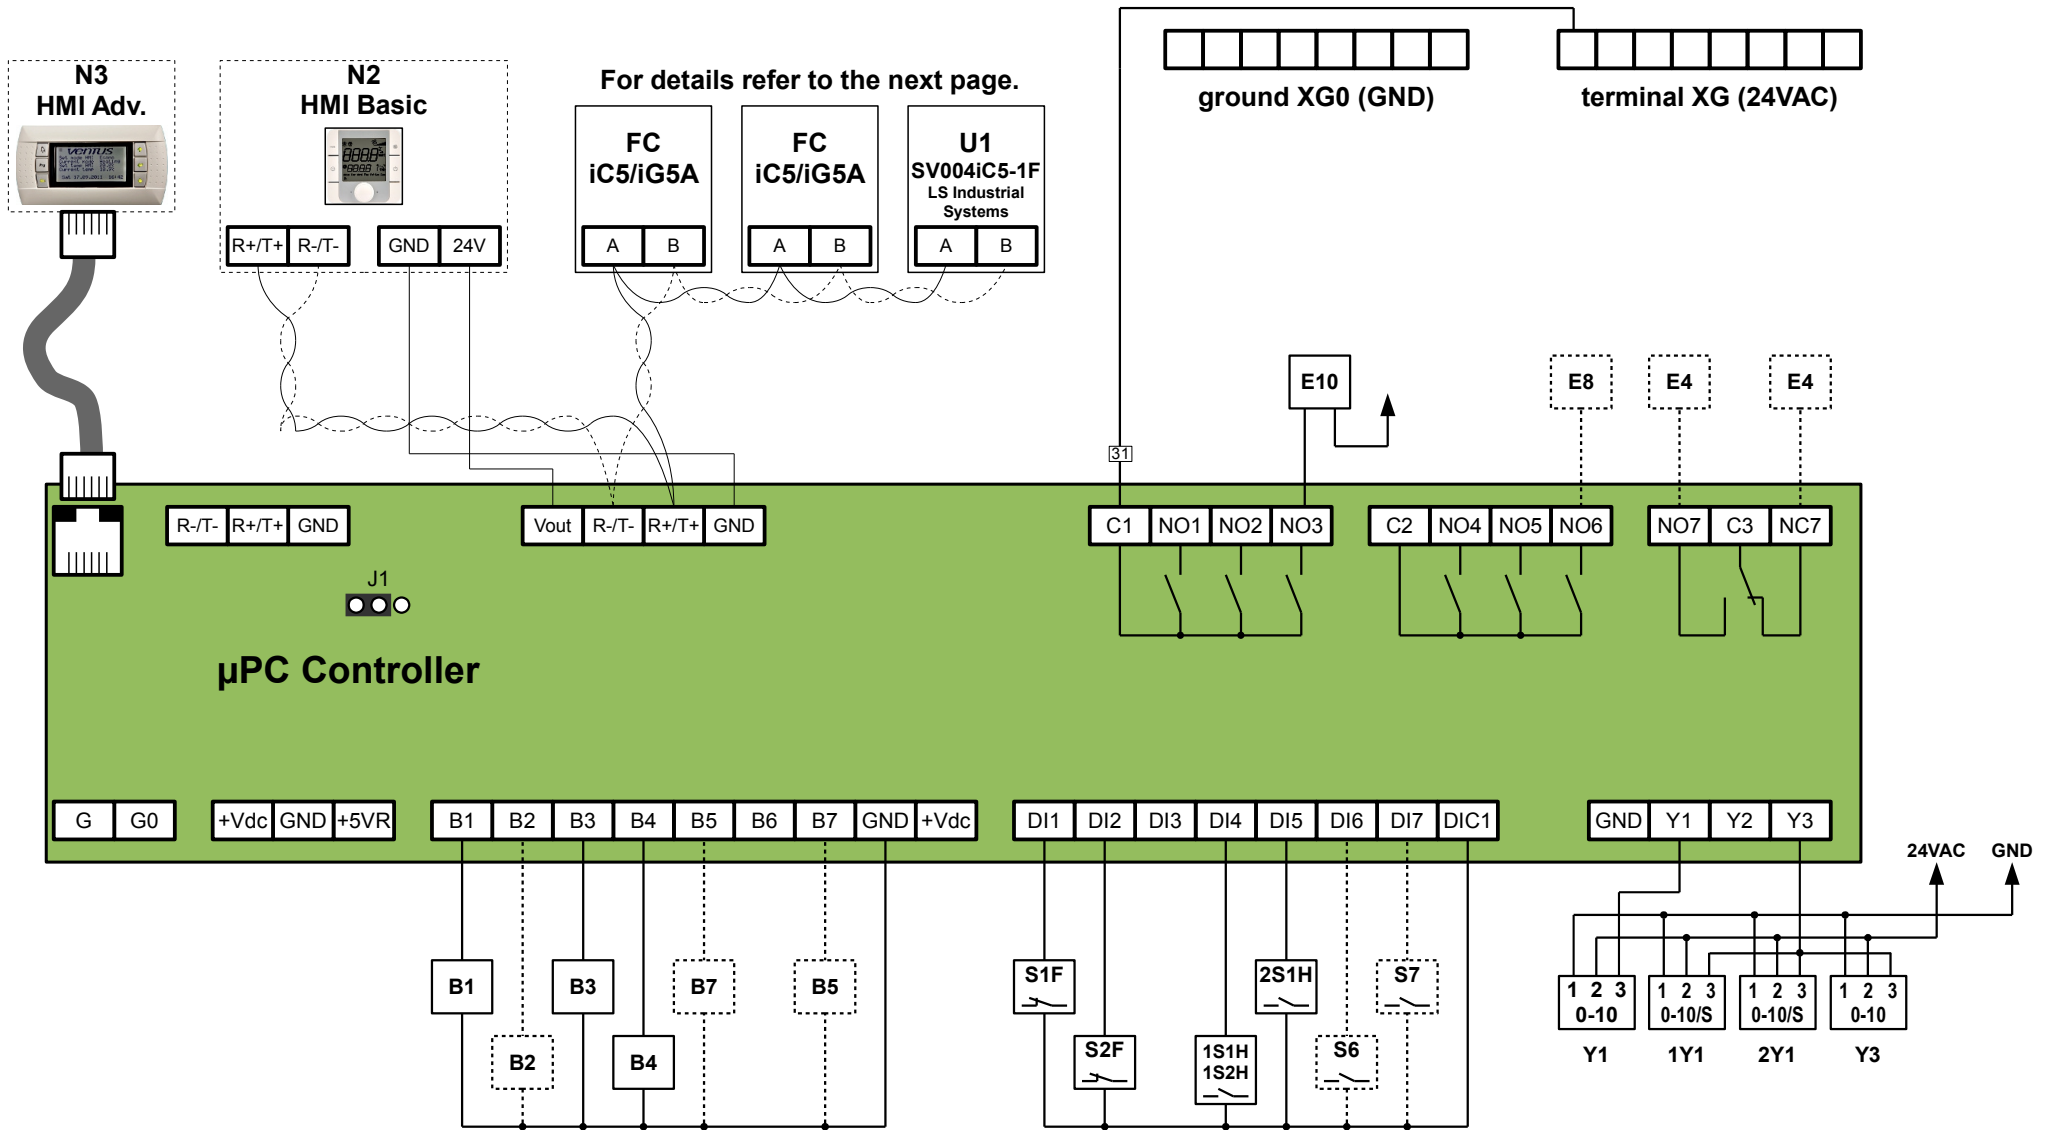 N3
HMI Adv.
VENTUS
N2
HMI Basic
R+/T+ R-/T- GND 24V
For details refer to the next page.
FC
iC5/iG5A
A B
FC
iC5/iG5A
A B
U1
SV004iC5-1F
LS Industrial
Systems
A B
ground XG0 (GND)
terminal XG (24VAC)
E10
E8
E4
E4
31
R-/T- R+/T+ GND
Vout R-/T- R+/T+ GND
C1 NO1 NO2 NO3
C2 NO4 NO5 NO6
NO7 C3 NC7
J1
µPC Controller
G G0
+Vdc GND +5VR
B1 B2 B3 B4 B5 B6 B7 GND +Vdc
DI1 DI2 DI3 DI4 DI5 DI6 DI7 DIC1
GND Y1 Y2 Y3
24VAC GND
B1
B3
B7
B5
B2
B4
S1F
2S1H
S7
S2F
1S1H
1S2H
S6
1 2 3
0-10
Y1
1 2 3
0-10/S
1Y1
1 2 3
0-10/S
2Y1
1 2 3
0-10
Y3